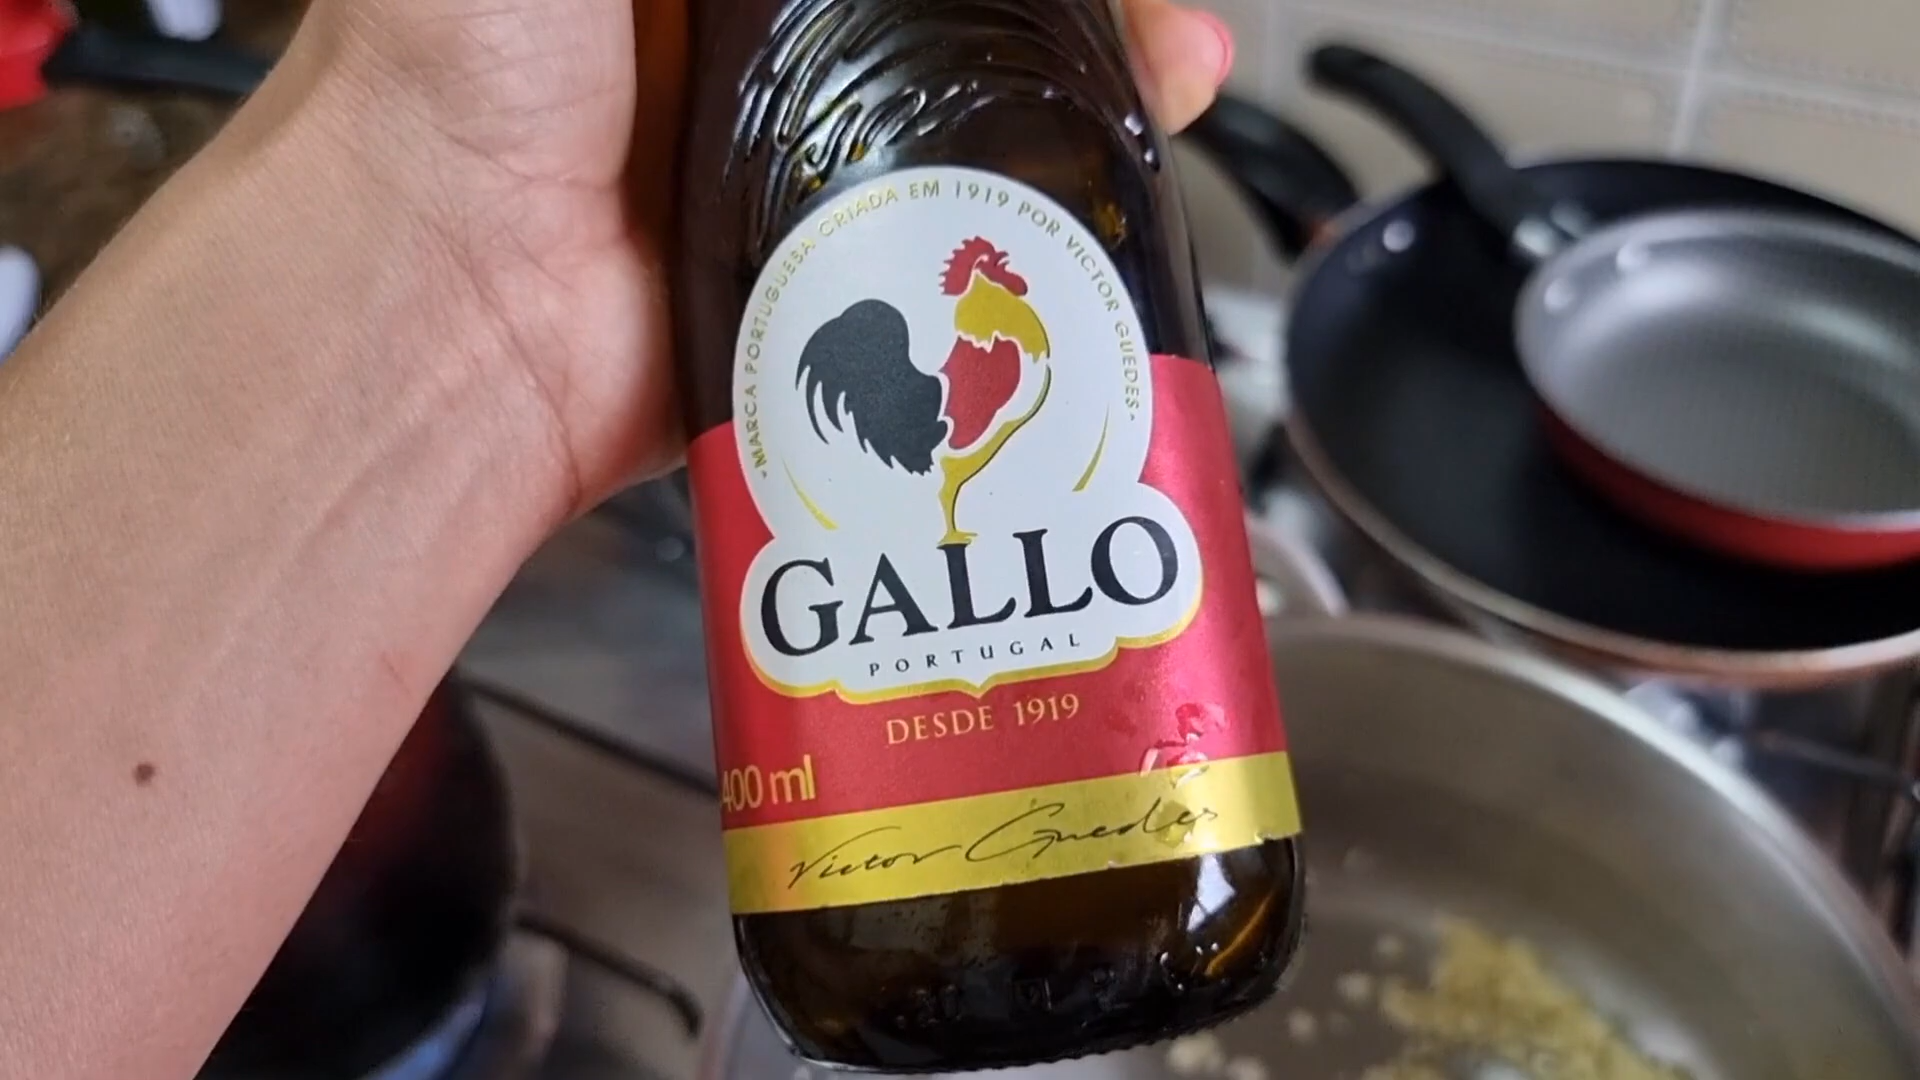 "MARCA PORTUGUESA CRIADA EM 1919 POR VICTOR GUEDES"
GALLO
PORTUGAL
DESDE 1919
400 ml
Victor Guedes